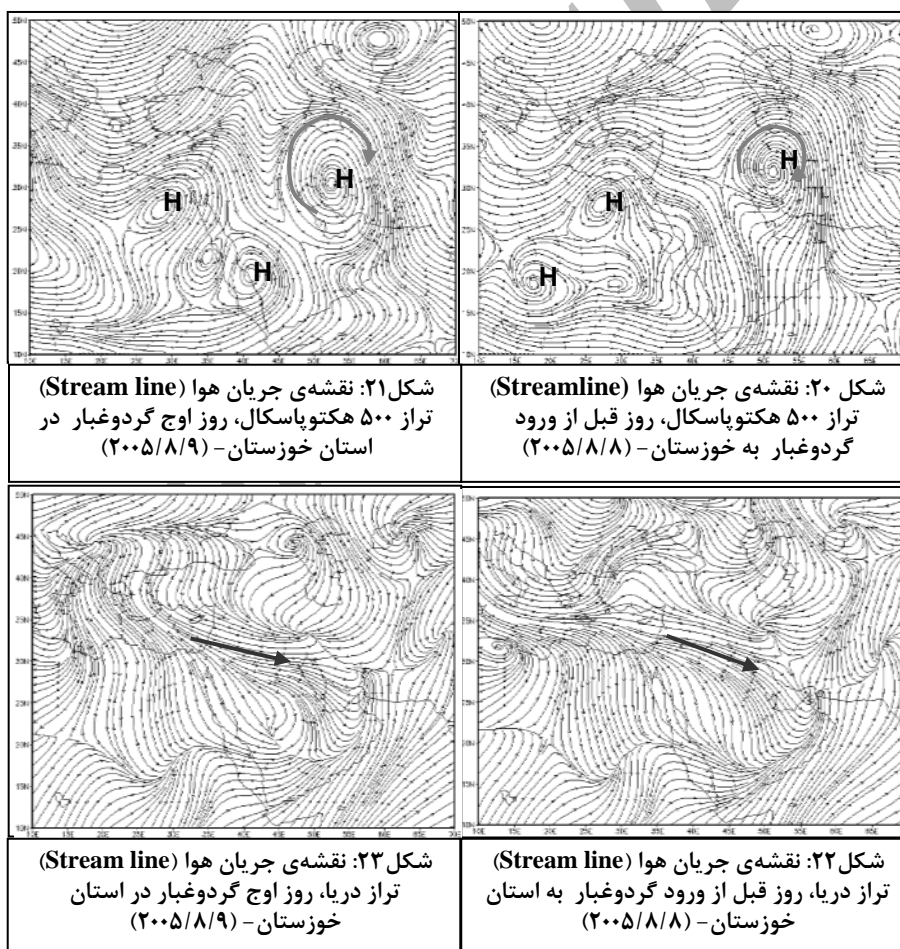 H
H
H
H
H
H
شکل ۲۰: نقشه‌ی جریان هوا (Streamline)
تراز ۵۰۰ هکتوپاسکال، روز قبل از ورود
گردوغبار به خوزستان- (۲۰۰۵/۸/۸)
شکل۲۱: نقشه‌ی جریان هوا (Stream line)
تراز ۵۰۰ هکتوپاسکال، روز اوج گردوغبار در
استان خوزستان- (۲۰۰۵/۸/۹)
شکل۲۲: نقشه‌ی جریان هوا (Stream line)
تراز دریا، روز قبل از ورود گردوغبار به استان
خوزستان- (۲۰۰۵/۸/۸)
شکل۲۳: نقشه‌ی جریان هوا (Stream line)
تراز دریا، روز اوج گردوغبار در استان
خوزستان- (۲۰۰۵/۸/۹)